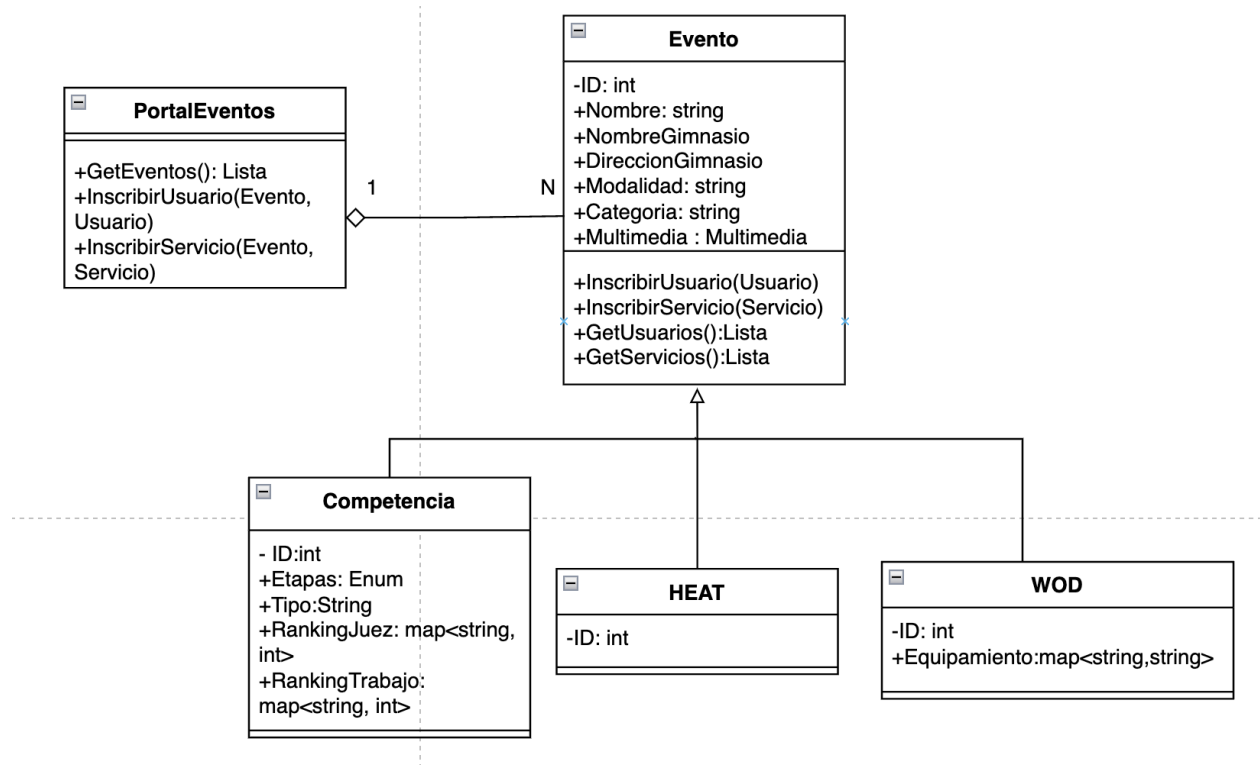 PortalEventos
+GetEventos(): Lista
+InscribirUsuario(Evento,
Usuario)
+InscribirServicio(Evento,
Servicio)
1
N
Evento
-ID: int
+Nombre: string
+NombreGimnasio
+DireccionGimnasio
+Modalidad: string
+Categoria: string
+Multimedia : Multimedia
+InscribirUsuario(Usuario)
+InscribirServicio(Servicio)
+GetUsuarios():Lista
+GetServicios():Lista
Competencia
- ID:int
+Etapas: Enum
+Tipo:String
+RankingJuez: map<string,
int>
+RankingTrabajo:
map<string, int>
HEAT
-ID: int
WOD
-ID: int
+Equipamiento:map<string,string>